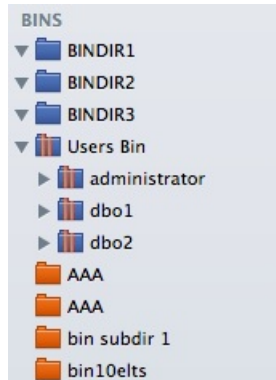 BINS
BINDIR1
BINDIR2
BINDIR3
Users Bin
administrator
dbo1
dbo2
AAA
AAA
bin subdir 1
bin10elts